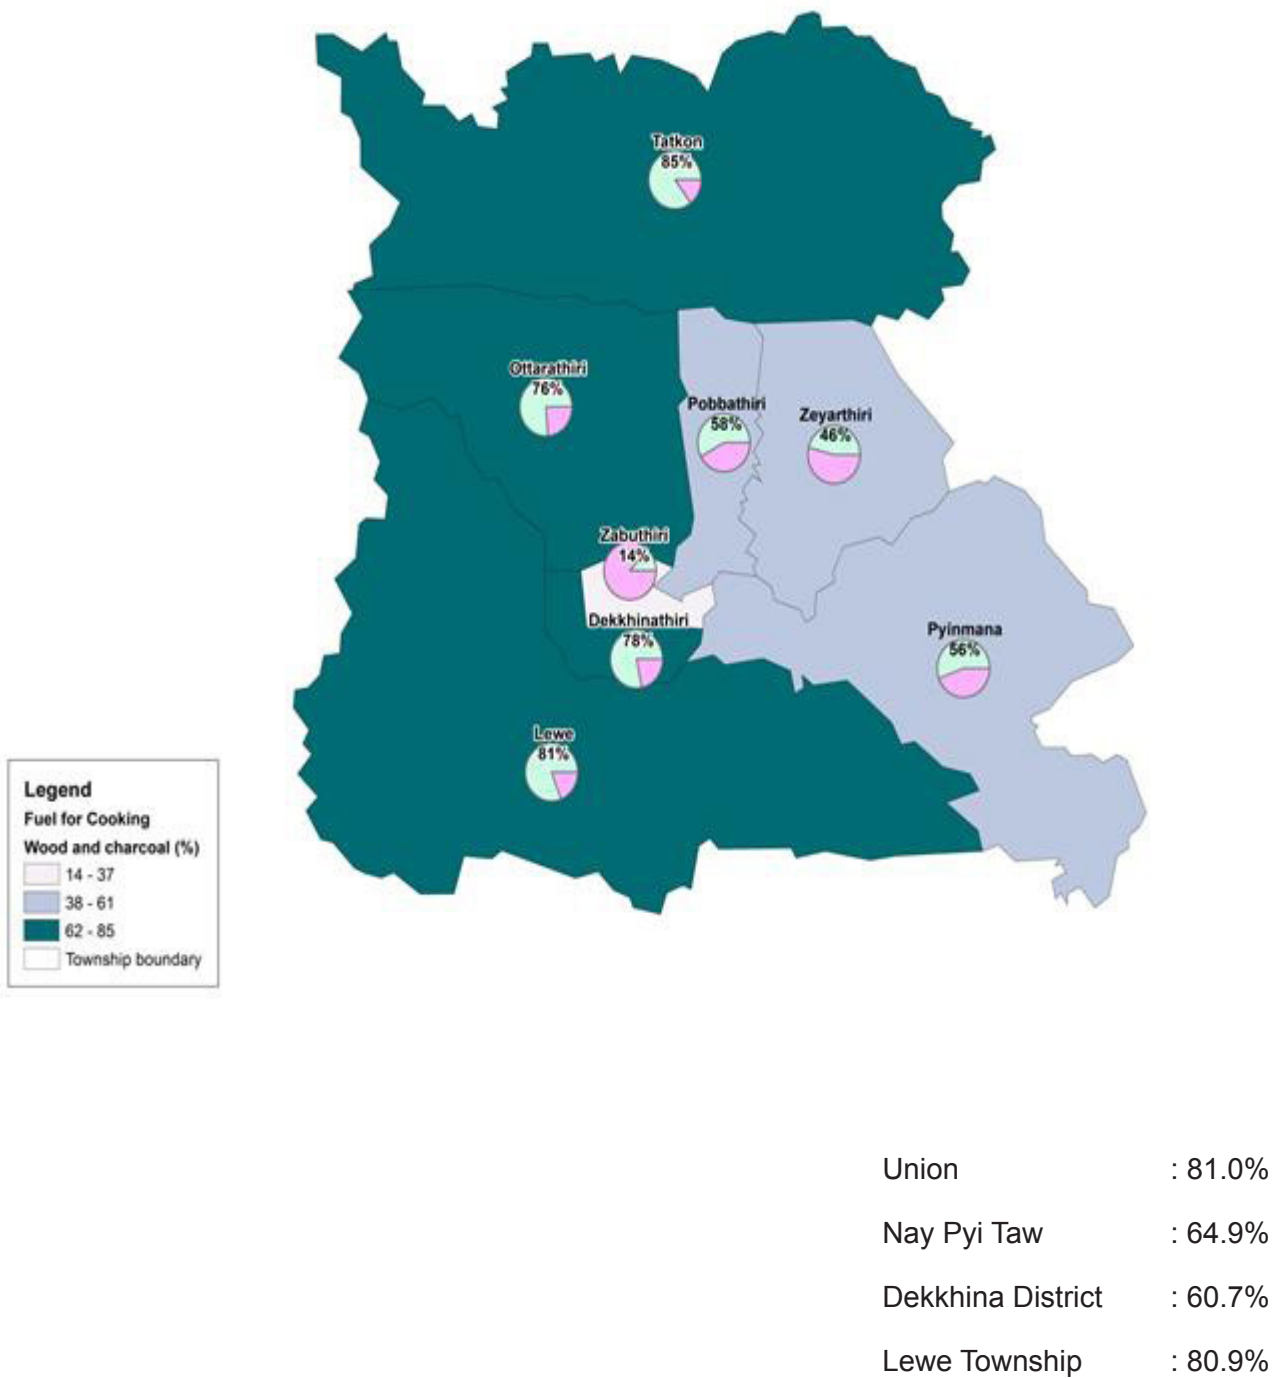 Tatkon
85%
Ottarathiri
76%
Pobbathiri
58%
Zeyarthiri
46%
Zabuthiri
14%
Dekkhinathiri
78%
Pyinmana
56%
Lewe
81%
Legend
Fuel for Cooking
Wood and charcoal (%)
14 - 37
38 - 61
62 - 85
Township boundary
Union : 81.0%
Nay Pyi Taw : 64.9%
Dekkhina District : 60.7%
Lewe Township : 80.9%